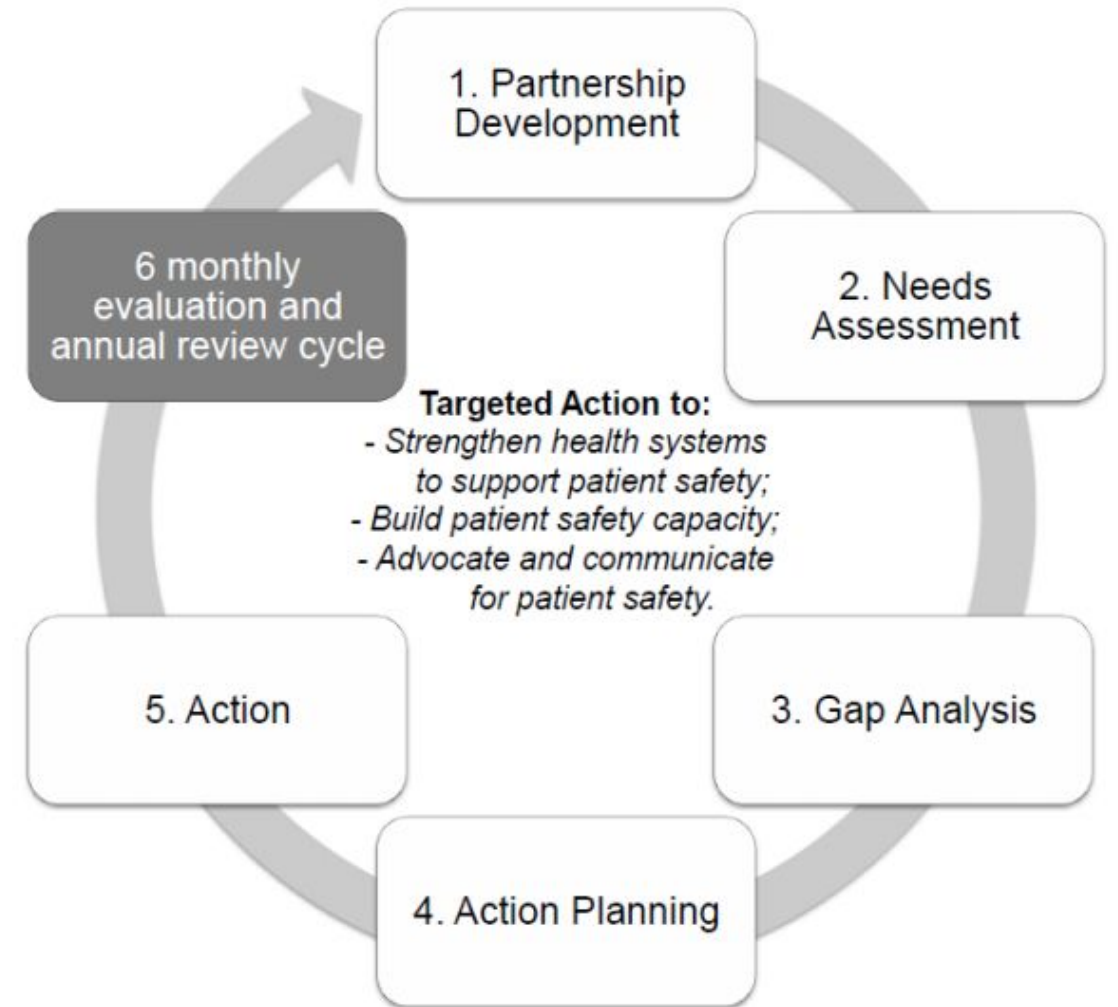 1. Partnership
Development
2. Needs
Assessment
3. Gap Analysis
4. Action Planning
5. Action
6 monthly
evaluation and
annual review cycle
Targeted Action to:
- Strengthen health systems
to support patient safety;
- Build patient safety capacity;
- Advocate and communicate
for patient safety.